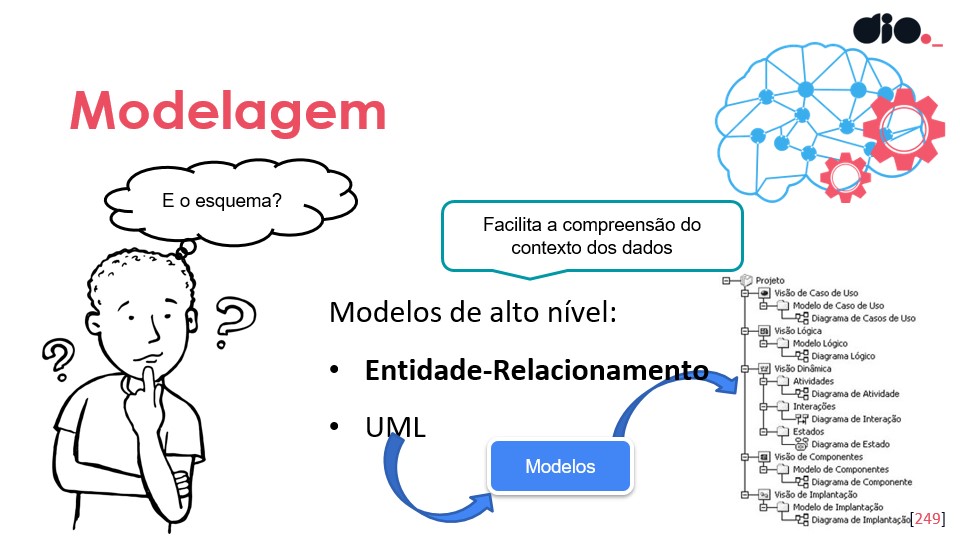 dio._
Modelagem
E o esquema?
Facilita a compreensão do
contexto dos dados
Modelos de alto nível:
• Entidade-Relacionamento
• UML
Modelos
Projeto
Visão de Caso de Uso
Modelo de Caso de Uso
Diagrama de Casos de Uso
Visão Lógica
Modelo Lógico
Diagrama Lógico
Visão Dinâmica
Atividades
Diagrama de Atividade
Interações
Diagrama de Interação
Estados
Diagrama de Estado
Visão de Componentes
Modelo de Componentes
Diagrama de Componente
Visão de Implantação
Modelo de Implantação
Diagrama de Implantação
[249]
? ?